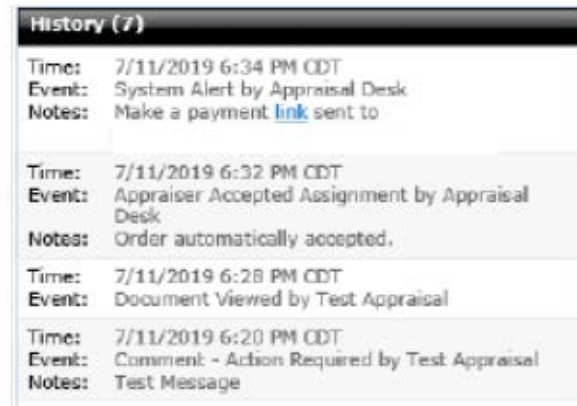 History (7)
Time: 7/11/2019 6:34 PM CDT
Event: System Alert by Appraisal Desk
Notes: Make a payment link sent to
Time: 7/11/2019 6:32 PM CDT
Event: Appraiser Accepted Assignment by Appraisal
Desk
Notes: Order automatically accepted.
Time: 7/11/2019 6:28 PM CDT
Event: Document Viewed by Test Appraisal
Time: 7/11/2019 6:20 PM CDT
Event: Comment - Action Required by Test Appraisal
Notes: Test Message